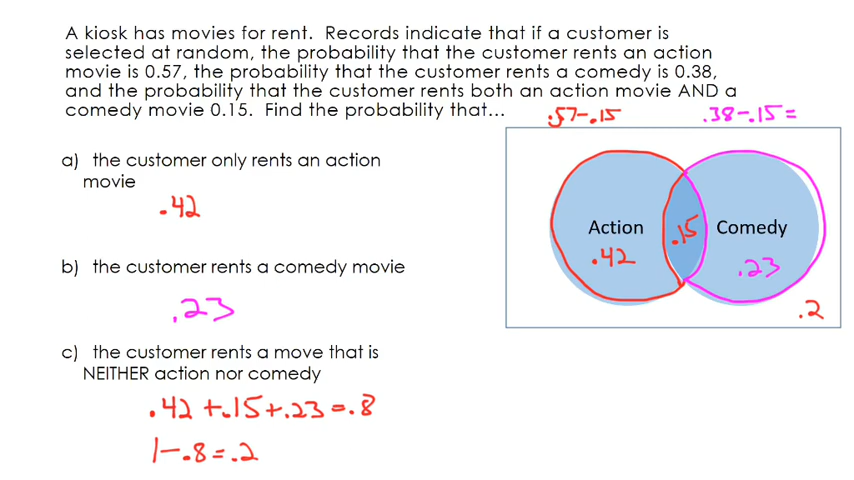 A kiosk has movies for rent. Records indicate that if a customer is
selected at random, the probability that the customer rents an action
movie is 0.57, the probability that the customer rents a comedy is 0.38,
and the probability that the customer rents both an action movie AND a
comedy movie 0.15. Find the probability that...
.57-.15
.38-.15=
a) the customer only rents an action
movie
.42
Action
.15
Comedy
.42
.23
.2
b) the customer rents a comedy movie
.23
c) the customer rents a move that is
NEITHER action nor comedy
.42+.15+.23=.8
1-.8=.2